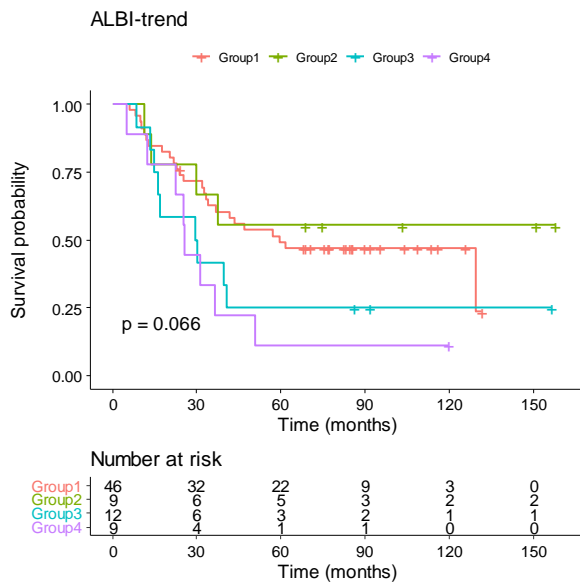 ALBI-trend
Group1 Group2 Group3 Group4
1.00
0.75
0.50
0.25
0.00
Survival probability
p = 0.066
0 30 60 90 120 150
Time (months)
Number at risk
Group1 46 32 22 9 3 0
Group2 9 6 5 3 2 2
Group3 12 6 3 2 1 1
Group4 9 4 1 1 0 0
0 30 60 90 120 150
Time (months)